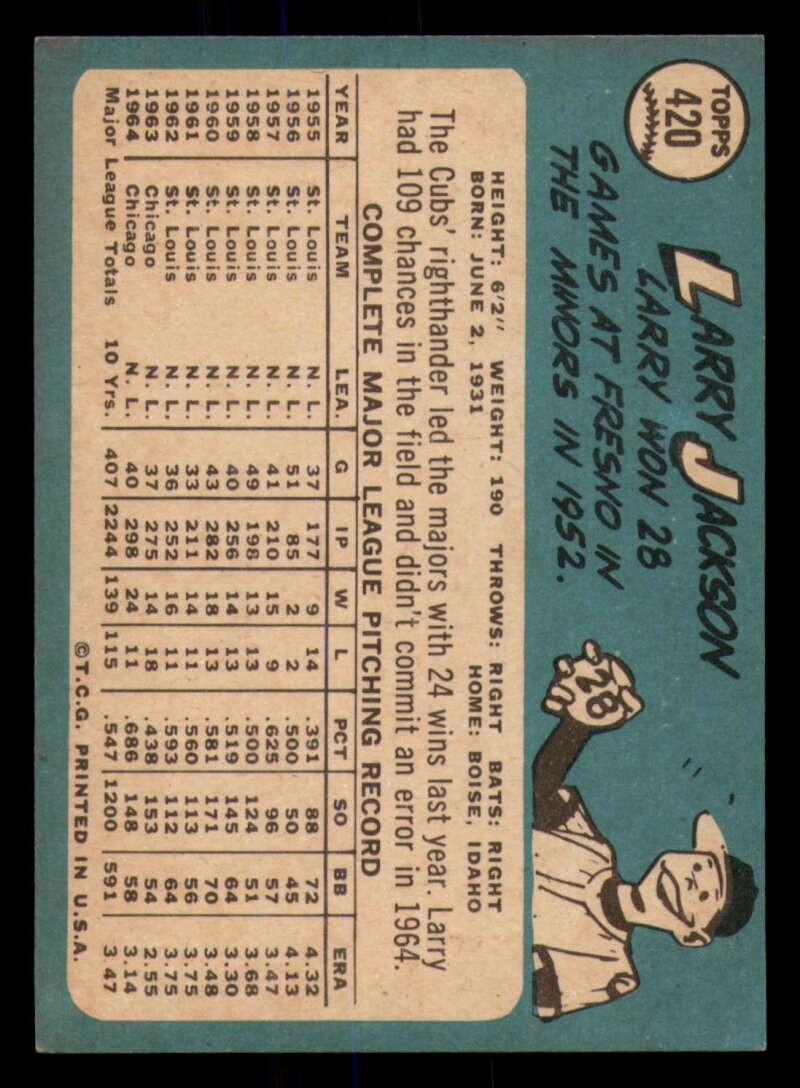 TOPPS
420
LARRY JACKSON
LARRY WON 28
GAMES AT FRESNO IN
THE MINORS IN 1952.
28
HEIGHT: 6'2" WEIGHT: 190 THROWS: RIGHT BATS: RIGHT
BORN: JUNE 2, 1931 HOME: BOISE, IDAHO
The Cubs' righthander led the majors with 24 wins last year. Larry
had 109 chances in the field and didn't commit an error in 1964.
COMPLETE MAJOR LEAGUE PITCHING RECORD
YEAR TEAM LEA. G IP W L PCT SO BB ERA
1955 St. Louis N. L. 37 177 9 14 .391 88 72 4.32
1956 St. Louis N. L. 51 85 2 2 .500 50 45 4.13
1957 St. Louis N. L. 41 210 15 9 .625 96 57 3.47
1958 St. Louis N. L. 49 198 13 13 .500 124 51 3.68
1959 St. Louis N. L. 40 256 14 13 .519 145 64 3.30
1960 St. Louis N. L. 43 282 18 13 .581 171 70 3.48
1961 St. Louis N. L. 33 211 14 11 .560 113 56 3.75
1962 St. Louis N. L. 36 252 16 11 .593 112 64 3.75
1963 Chicago N. L. 37 275 14 18 .438 153 54 2.55
1964 Chicago N. L. 40 298 24 11 .686 148 58 3.14
Major League Totals 10 Yrs. 407 2244 139 115 .547 1200 591 3.47
©T.C.G. PRINTED IN U.S.A.